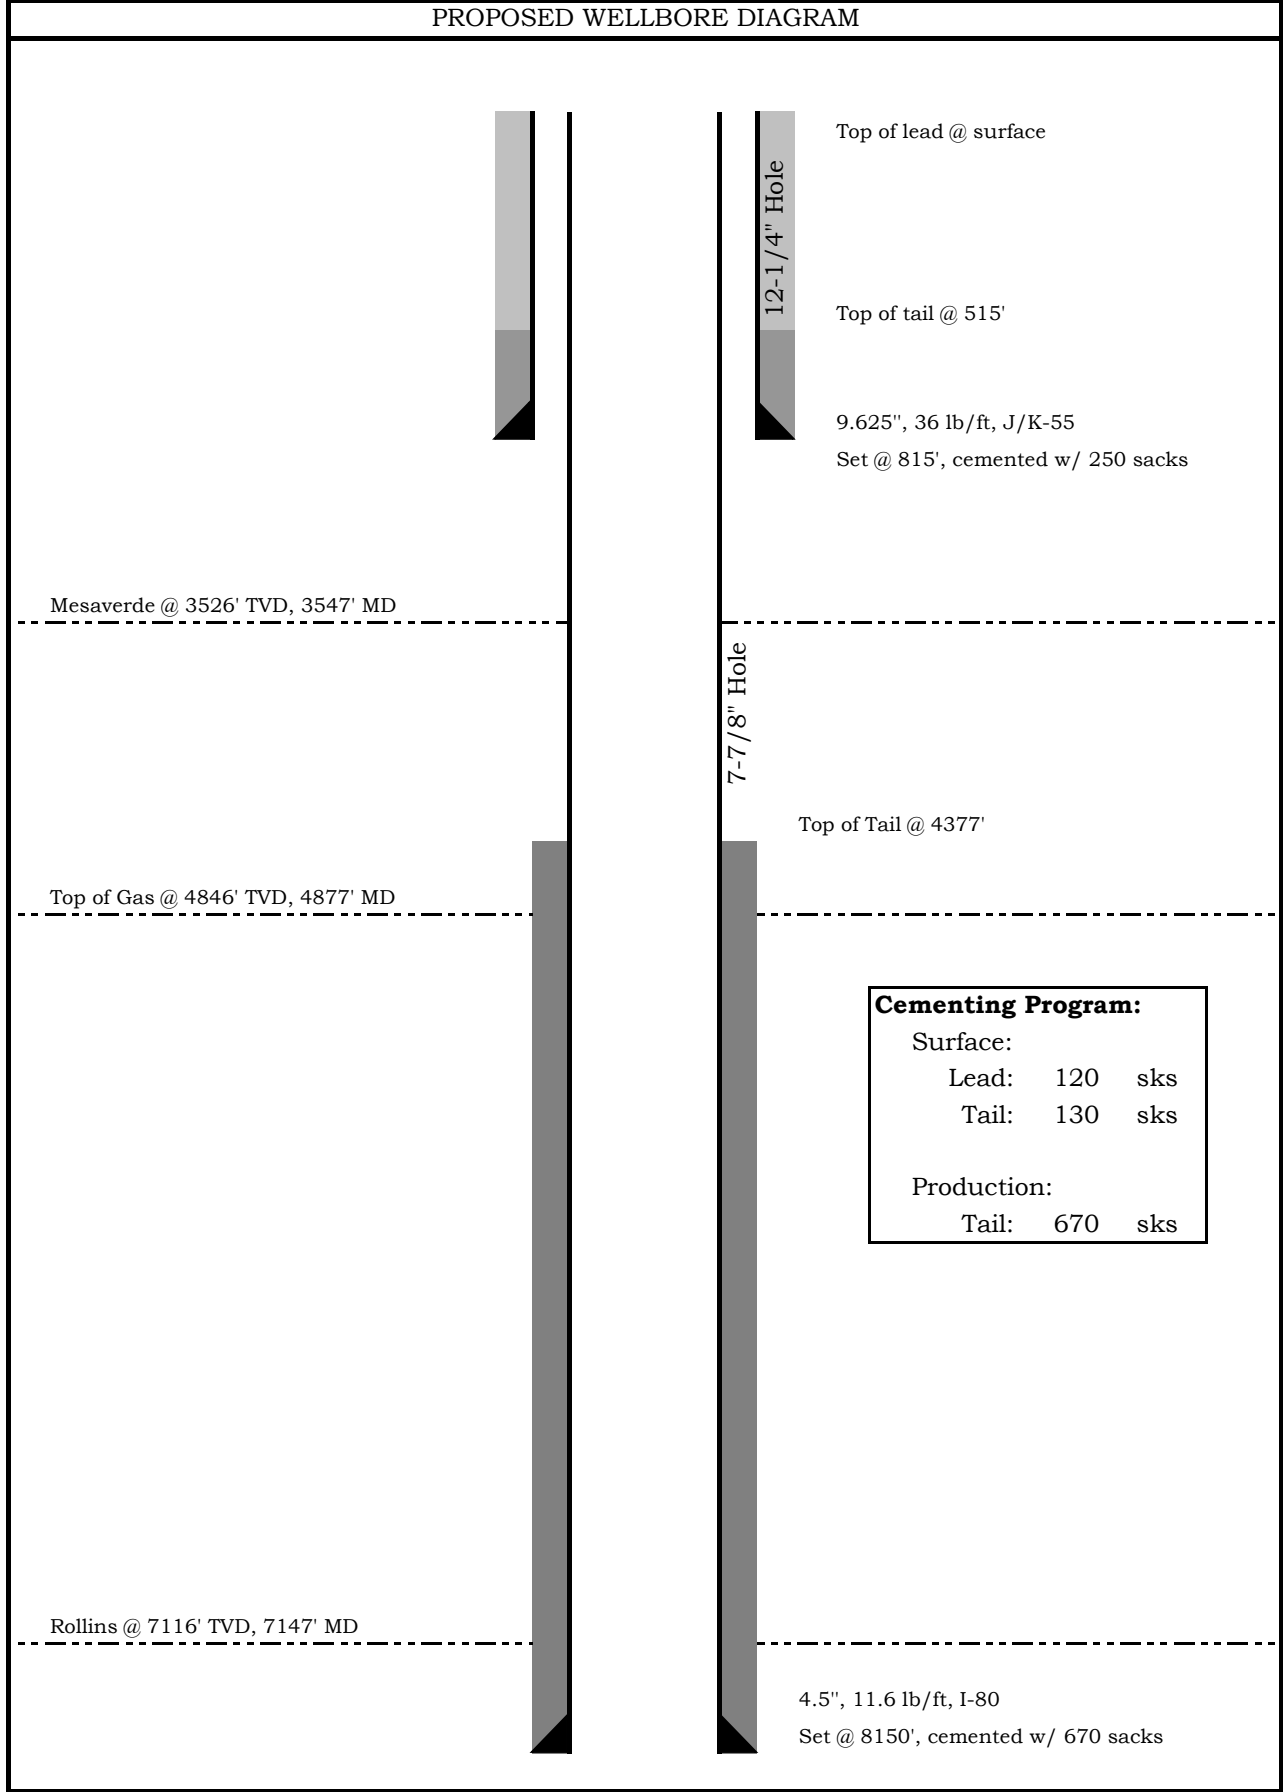 PROPOSED WELLBORE DIAGRAM
Top of lead @ surface
12-1/4" Hole
Top of tail @ 515'
9.625", 36 lb/ft, J/K-55
Set @ 815', cemented w/ 250 sacks
Mesaverde @ 3526' TVD, 3547' MD
7-7/8" Hole
Top of Tail @ 4377'
Top of Gas @ 4846' TVD, 4877' MD
Cementing Program:
Surface:
Lead: 120 sks
Tail: 130 sks
Production:
Tail: 670 sks
Rollins @ 7116' TVD, 7147' MD
4.5", 11.6 lb/ft, I-80
Set @ 8150', cemented w/ 670 sacks